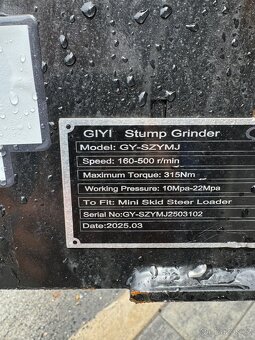 GIYI Stump Grinder
Model: GY-SZYMJ
Speed: 160-500 r/min
Maximum Torque: 315Nm
Working Pressure: 10Mpa-22Mpa
To Fit: Mini Skid Steer Loader
Serial No:GY-SZYMJ2503102
Date:2025.03